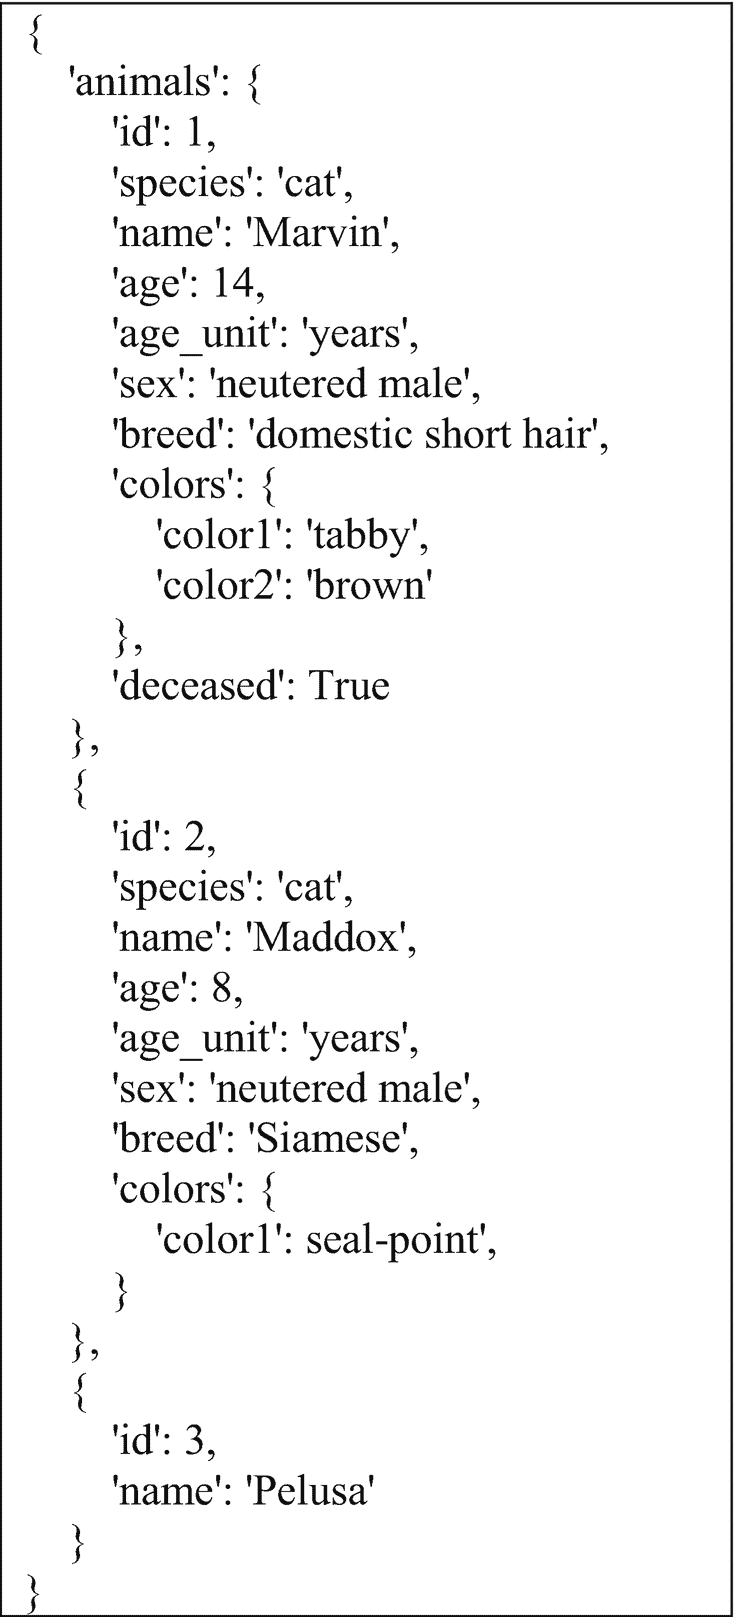 {
'animals': {
'id': 1,
'species': 'cat',
'name': 'Marvin',
'age': 14,
'age_unit': 'years',
'sex': 'neutered male',
'breed': 'domestic short hair',
'colors': {
'color1': 'tabby',
'color2': 'brown'
},
'deceased': True
},
{
'id': 2,
'species': 'cat',
'name': 'Maddox',
'age': 8,
'age_unit': 'years',
'sex': 'neutered male',
'breed': 'Siamese',
'colors': {
'color1': seal-point',
}
},
{
'id': 3,
'name': 'Pelusa'
}
}